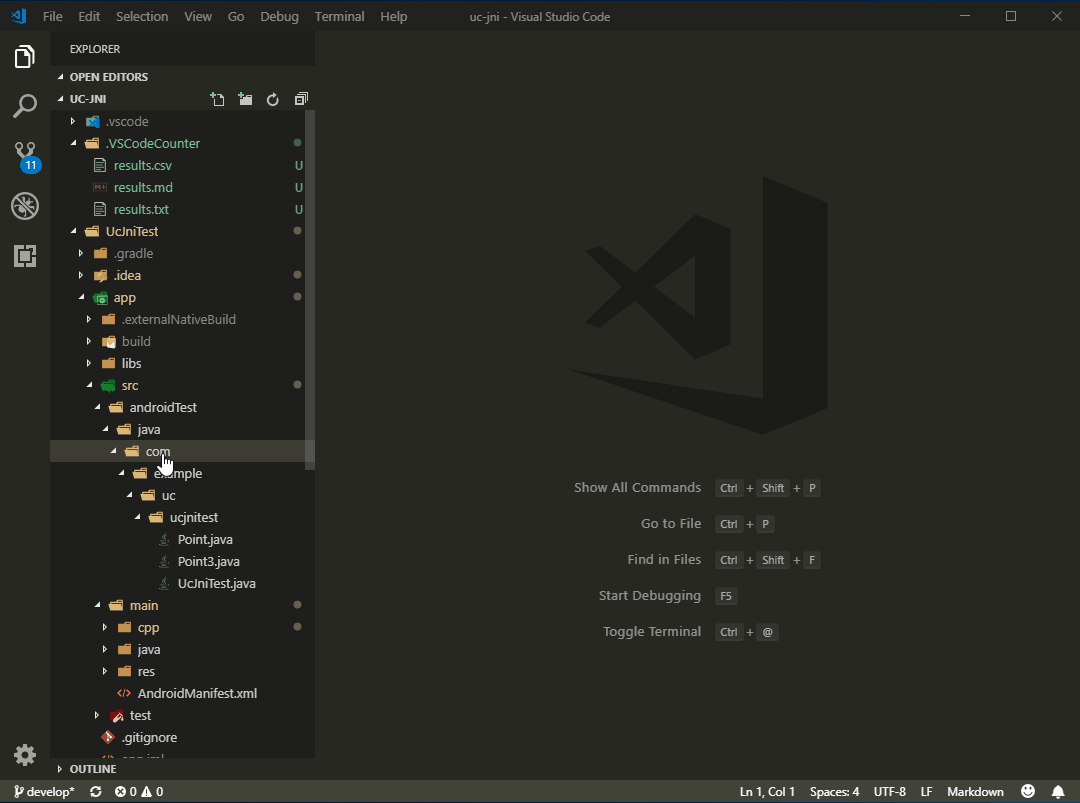 File Edit Selection View Go Debug Terminal Help uc-jni - Visual Studio Code
EXPLORER
OPEN EDITORS
UC-JNI
.vscode
.VSCodeCounter
results.csv U
results.md U
results.txt U
UcJniTest
.gradle
.idea
app
.externalNativeBuild
build
libs
src
androidTest
java
com
example
uc
ucjnitest
Point.java
Point3.java
UcJniTest.java
main
cpp
java
res
AndroidManifest.xml
test
.gitignore
app.iml
OUTLINE
11
Show All Commands Ctrl + Shift + P
Go to File Ctrl + P
Find in Files Ctrl + Shift + F
Start Debugging F5
Toggle Terminal Ctrl + @
develop* 0 0 Ln 1, Col 1 Spaces: 4 UTF-8 LF Markdown